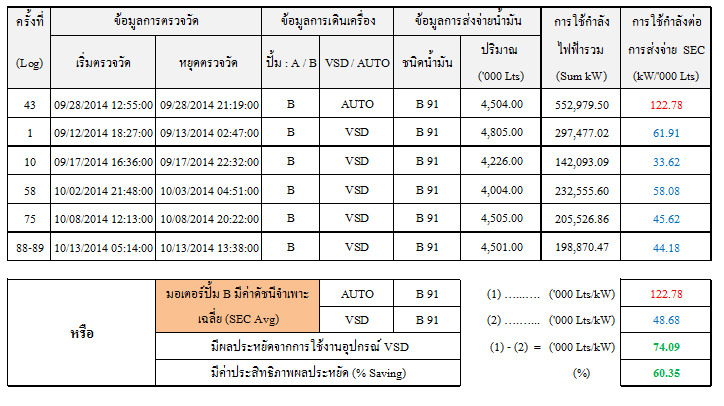 ครั้งที่ (Log) ข้อมูลการตรวจวัด ข้อมูลการเดินเครื่อง ข้อมูลการส่งจ่ายน้ำมัน การใช้กำลังไฟฟ้ารวม (Sum kW) การใช้กำลังต่อการส่งจ่าย SEC (kW/'000 Lts)
เริ่มตรวจวัด หยุดตรวจวัด ปั๊ม : A / B VSD / AUTO ชนิดน้ำมัน ปริมาณ ('000 Lts)
43 09/28/2014 12:55:00 09/28/2014 21:19:00 B AUTO B 91 4,504.00 552,979.50 122.78
1 09/12/2014 18:27:00 09/13/2014 02:47:00 B VSD B 91 4,805.00 297,477.02 61.91
10 09/17/2014 16:36:00 09/17/2014 22:32:00 B VSD B 91 4,226.00 142,093.09 33.62
58 10/02/2014 21:48:00 10/03/2014 04:51:00 B VSD B 91 4,004.00 232,555.60 58.08
75 10/08/2014 12:13:00 10/08/2014 20:22:00 B VSD B 91 4,505.00 205,526.86 45.62
88-89 10/13/2014 05:14:00 10/13/2014 13:38:00 B VSD B 91 4,501.00 198,870.47 44.18
หรือ
มอเตอร์ปั๊ม B มีค่าดัชนีจำเพาะ AUTO B 91 (1) ........... ('000 Lts/kW) 122.78
เฉลี่ย (SEC Avg) VSD B 91 (2) ........... ('000 Lts/kW) 48.68
มีผลประหยัดจากการใช้งานอุปกรณ์ VSD (1) - (2) = ('000 Lts/kW) 74.09
มีค่าประสิทธิภาพผลประหยัด (% Saving) (%) 60.35